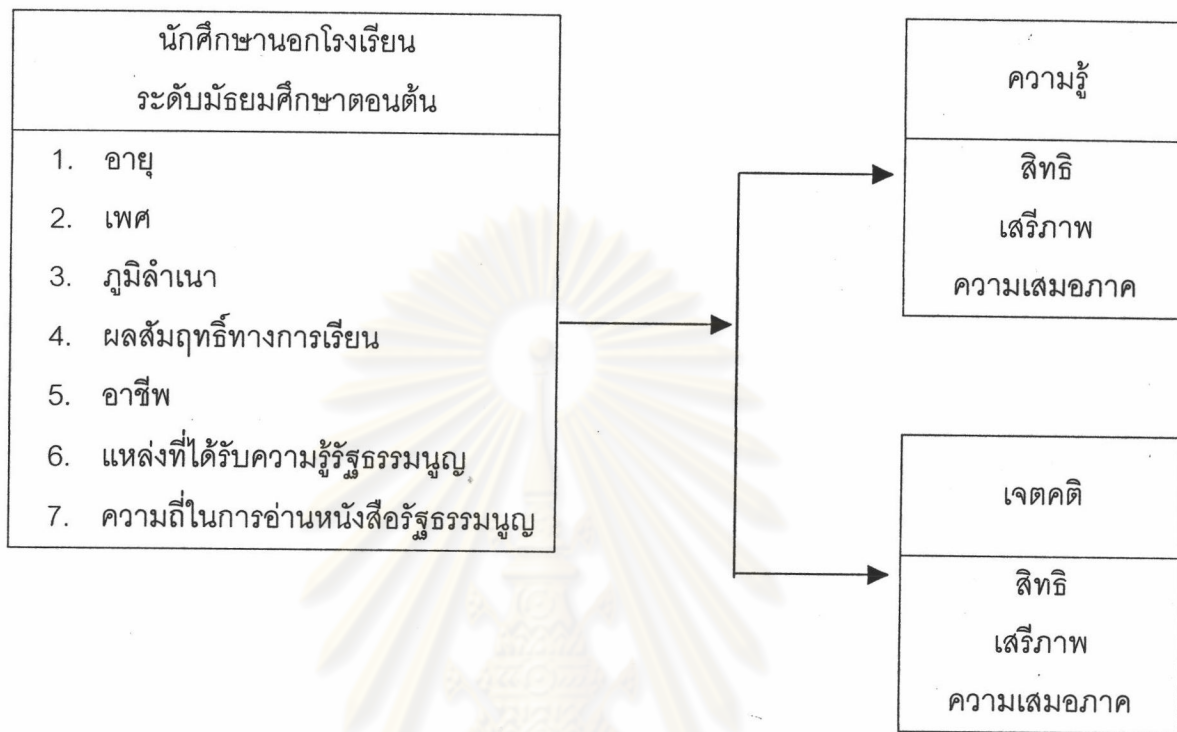 นักศึกษานอกโรงเรียน
ระดับมัธยมศึกษาตอนต้น
1. อายุ
2. เพศ
3. ภูมิลำเนา
4. ผลสัมฤทธิ์ทางการเรียน
5. อาชีพ
6. แหล่งที่ได้รับความรู้รัฐธรรมนูญ
7. ความถี่ในการอ่านหนังสือรัฐธรรมนูญ
ความรู้
สิทธิ
เสรีภาพ
ความเสมอภาค
เจตคติ
สิทธิ
เสรีภาพ
ความเสมอภาค